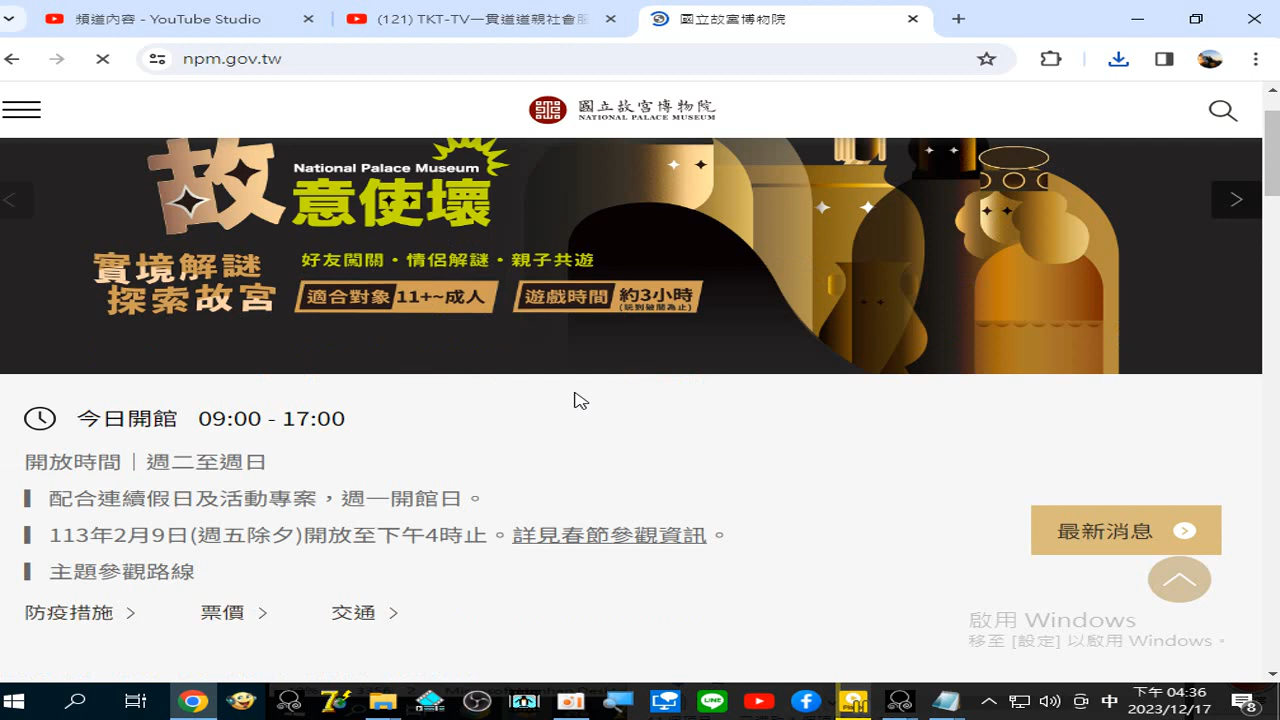 頻道內容 - YouTube Studio
(121) TKT-TV一貫道道親社會服
國立故宮博物院
npm.gov.tw
國立故宮博物院
NATIONAL PALACE MUSEUM
故
National Palace Museum
意使壞
實境解謎
探索故宮
好友闖關・情侶解謎・親子共遊
適合對象 11+~成人
遊戲時間 約3小時
(玩到破關為止)
今日開館 09:00 - 17:00
開放時間｜週二至週日
配合連續假日及活動專案，週一開館日。
113年2月9日(週五除夕)開放至下午4時止。詳見春節參觀資訊。
主題參觀路線
防疫措施 >
票價 >
交通 >
最新消息
啟用 Windows
移至 [設定] 以啟用 Windows。
中
下午 04:36
2023/12/17
8